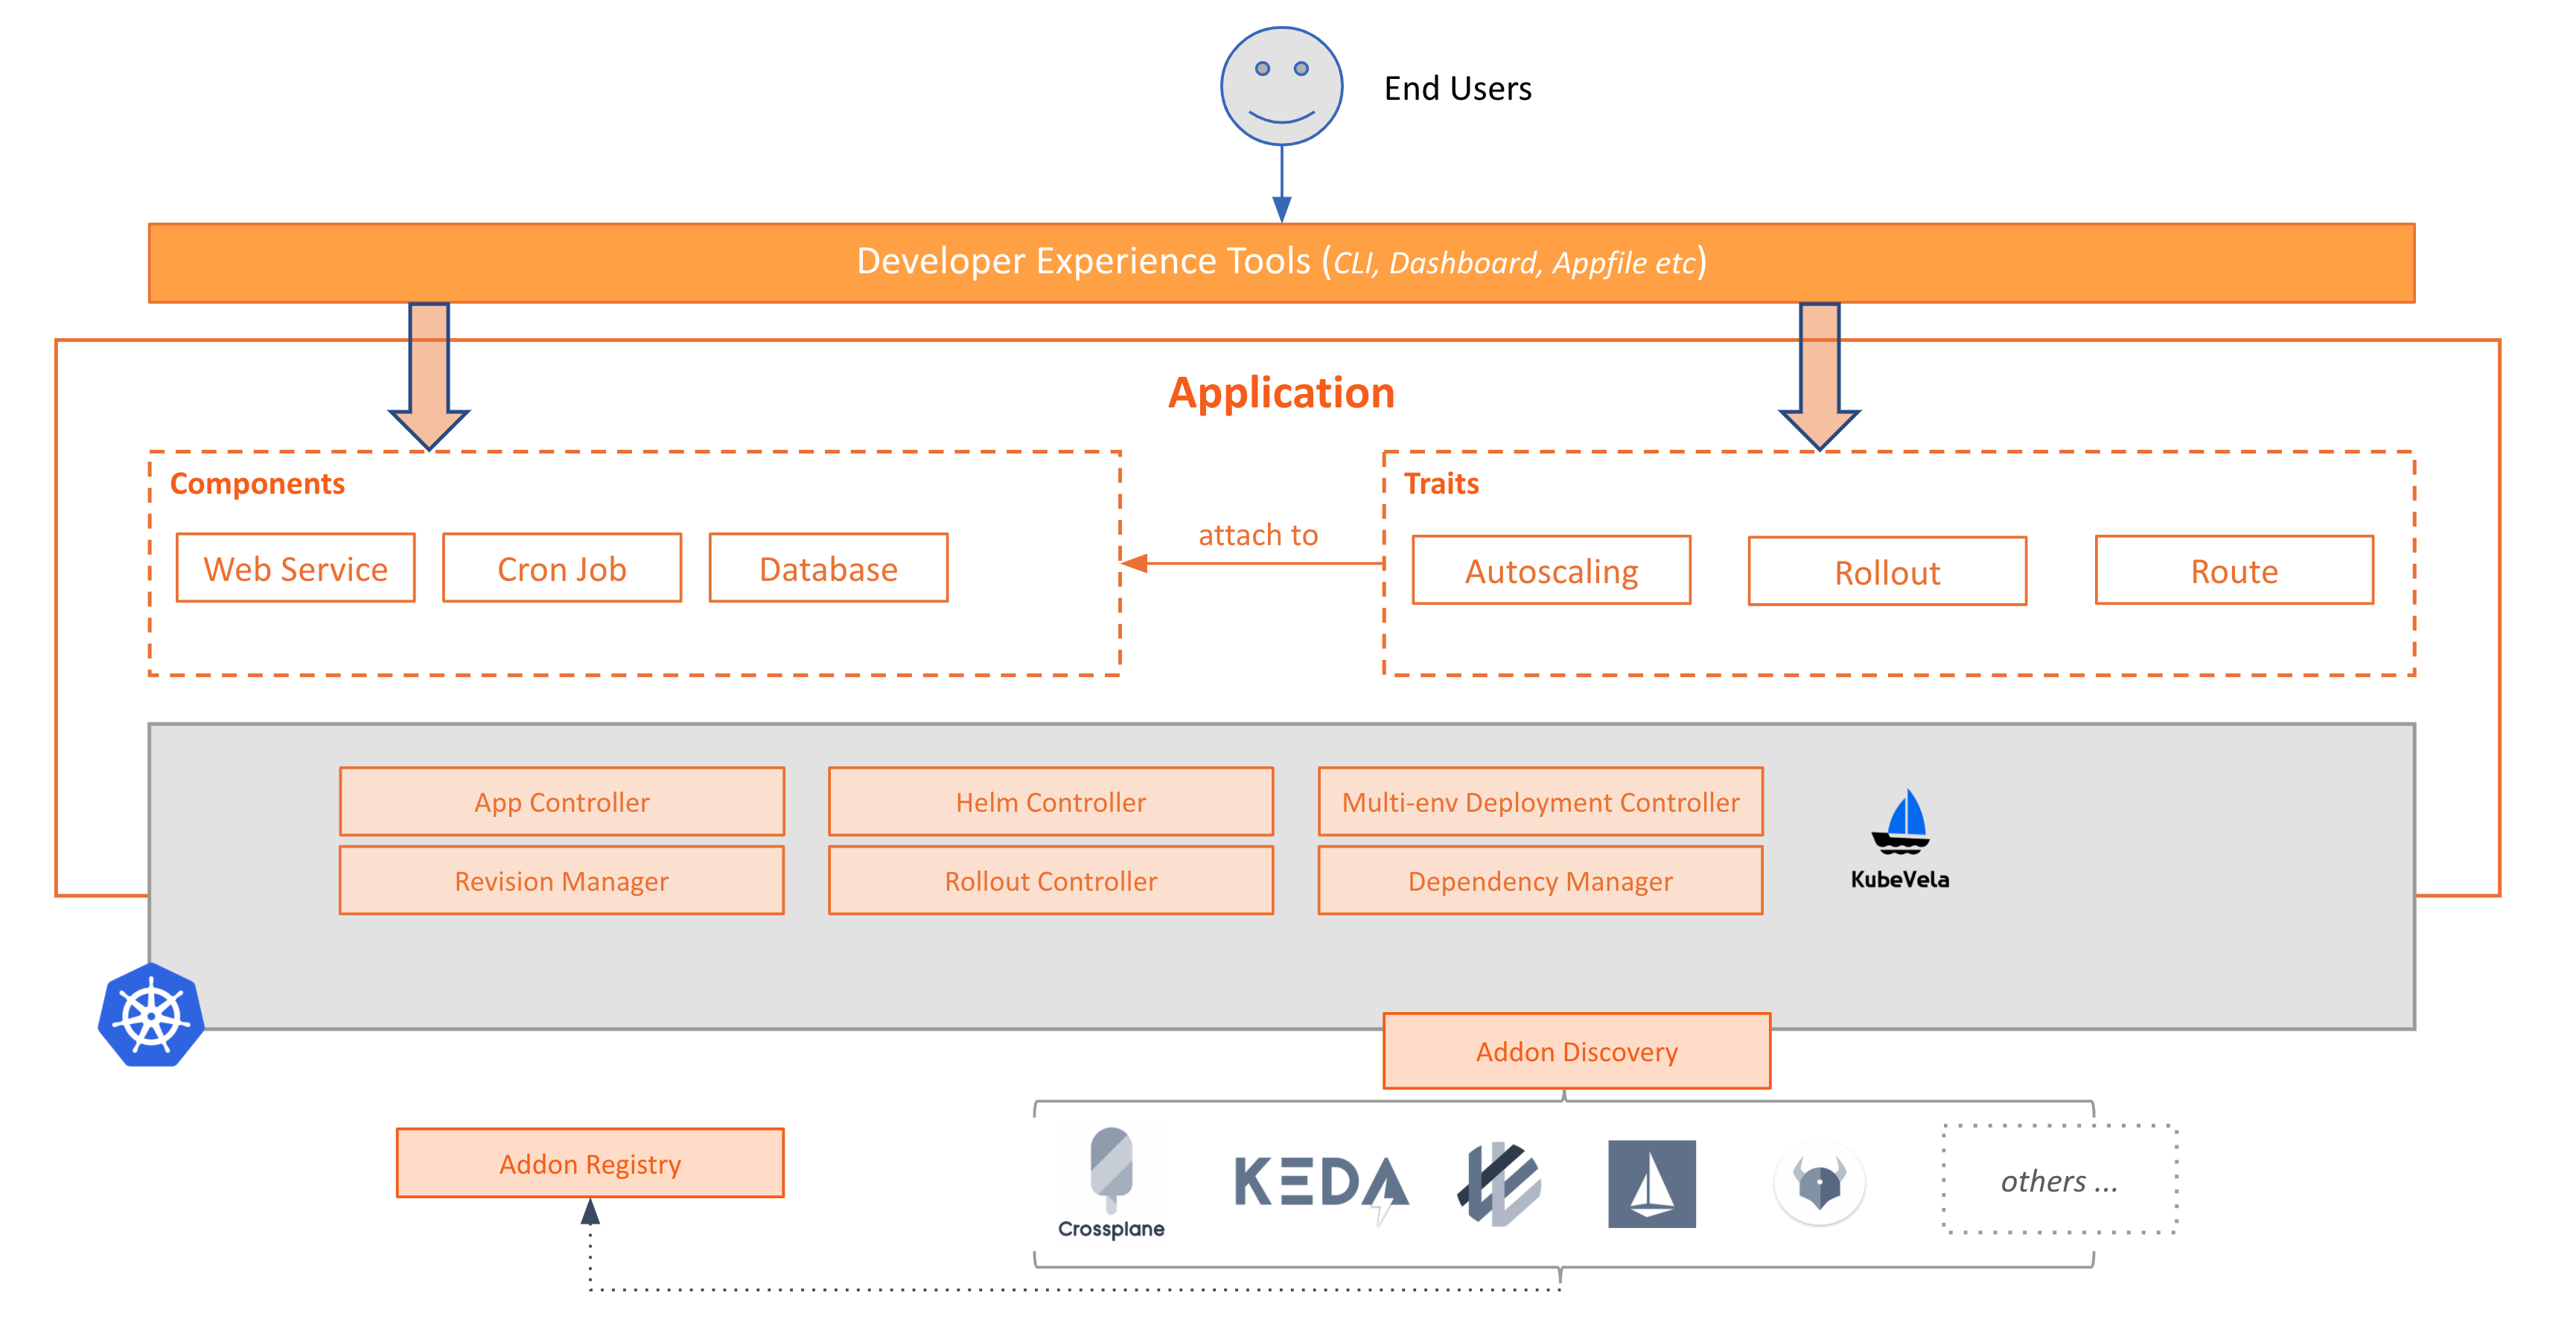 End Users
Developer Experience Tools (CLI, Dashboard, Appfile etc)
Application
Components
Web Service
Cron Job
Database
attach to
Traits
Autoscaling
Rollout
Route
App Controller
Helm Controller
Multi-env Deployment Controller
Revision Manager
Rollout Controller
Dependency Manager
KubeVela
Addon Discovery
Addon Registry
Crossplane
KEDA
others ...